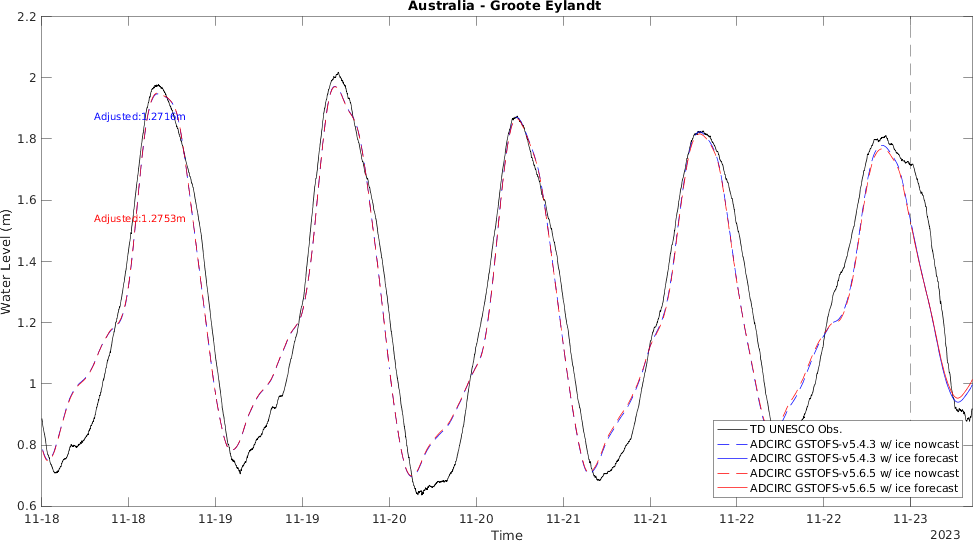 Australia - Groote Eylandt
2.2
2
1.8
1.6
1.4
1.2
1
0.8
0.6
Water Level (m)
Adjusted:1.2716m
Adjusted:1.2753m
TD UNESCO Obs.
ADCIRC GSTOFS-v5.4.3 w/ ice nowcast
ADCIRC GSTOFS-v5.4.3 w/ ice forecast
ADCIRC GSTOFS-v5.6.5 w/ ice nowcast
ADCIRC GSTOFS-v5.6.5 w/ ice forecast
11-18 11-18 11-19 11-19 11-20 11-20 11-21 11-21 11-22 11-22 11-23
Time
2023